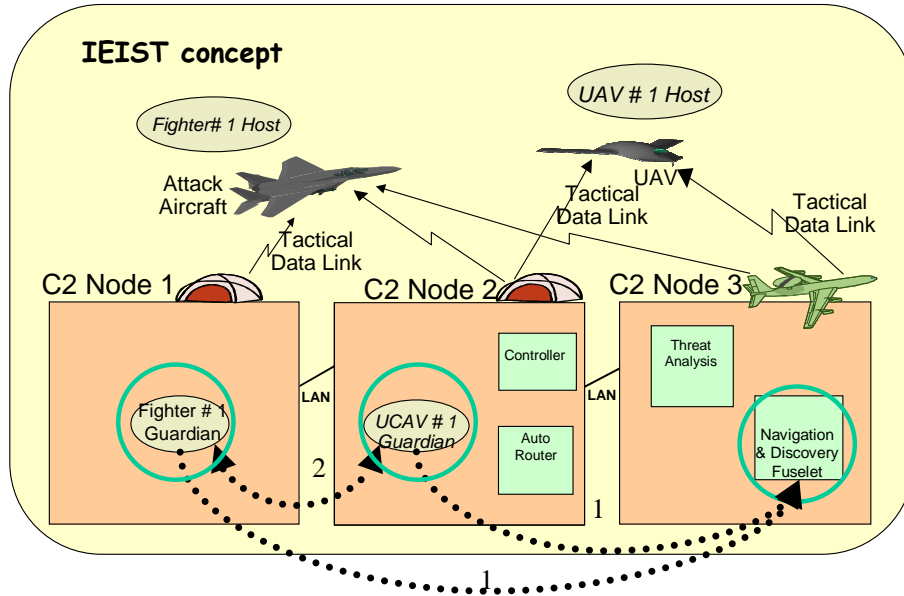 IEIST concept
UAV # 1 Host
Fighter# 1 Host
Attack
Aircraft
UAV
Tactical
Data Link
Tactical
Data Link
Tactical
Data Link
C2 Node 1
C2 Node 2
C2 Node 3
Controller
Threat
Analysis
LAN
LAN
Fighter # 1
Guardian
UCAV # 1
Guardian
Auto
Router
Navigation
& Discovery
Fuselet
2
1
1